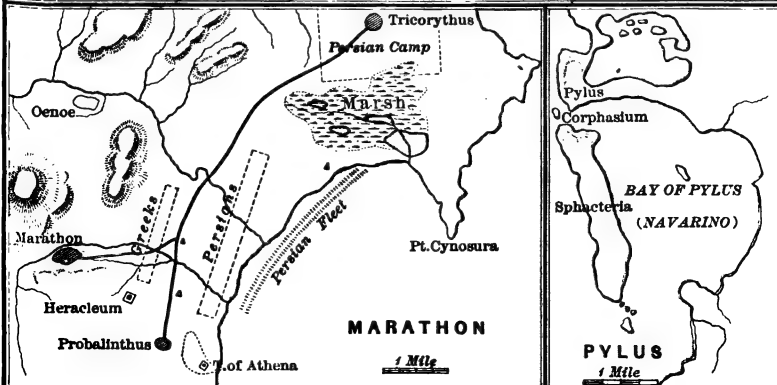 Tricorythus
Persian Camp
Marsh
Oenoe
Greeks
Persians
Persian Fleet
Marathon
Pt. Cynosura
Heracleum
Probalinthus
T. of Athena
MARATHON
1 Mile
Pylus
Corphasium
BAY OF PYLUS
Sphacteria
(NAVARINO)
PYLUS
1 Mile